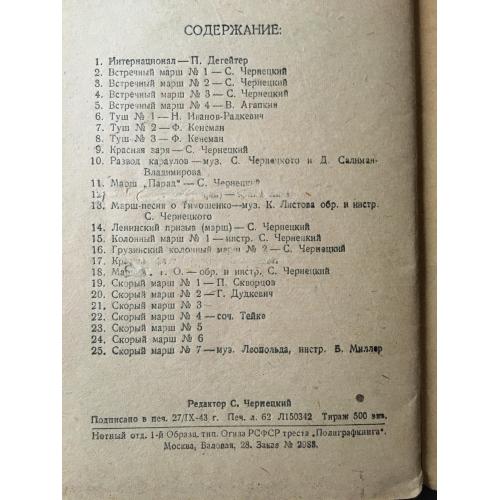 СОДЕРЖАНИЕ:
1. Интернационал — П. Дегейтер
2. Встречный марш № 1 — С. Чернецкий
3. Встречный марш № 2 — С. Чернецкий
4. Встречный марш № 3 — С. Чернецкий
5. Встречный марш № 4 — В. Агапкин
6. Туш № 1 — Н. Иванов-Радкевич
7. Туш № 2 — Ф. Кенсман
8. Туш № 3 — Ф. Кенсман
9. Красная заря — С. Чернецкий
10. Развод караулов — муз. С. Чернецкого и Д. Салиман-
Владимирова
11. Марш „Парад" — С. Чернецкий
12.
13. Марш-песня о Тимошенко — муз. К. Листова обр. и инстр.
С. Чернецкого
14. Ленинский призыв (марш) — С. Чернецкий
15. Колонный марш № 1 — инстр. С. Чернецкий
16. Грузинский колонный марш № 2 — С. Чернецкий
17.
18. О. — обр. и инстр. С. Чернецкий
19. Скорый марш № 1 — П. Скворцов
20. Скорый марш № 2 — Г. Дудкевич
21. Скорый марш № 3 —
22. Скорый марш № 4 — соч. Тейке
23. Скорый марш № 5
24. Скорый марш № 6
25. Скорый марш № 7 — муз. Леопольда, инстр. Б. Миллер
Редактор С. Чернецкий
Подписано в печ. 27/IX-43 г. Печ. л. 62 Л150342 Тираж 500 экз.
Нотный отд. 1-й Образц. тип. Огиза РСФСР треста „Полиграфкнига".
Москва, Валовая, 28. Заказ № 2988.